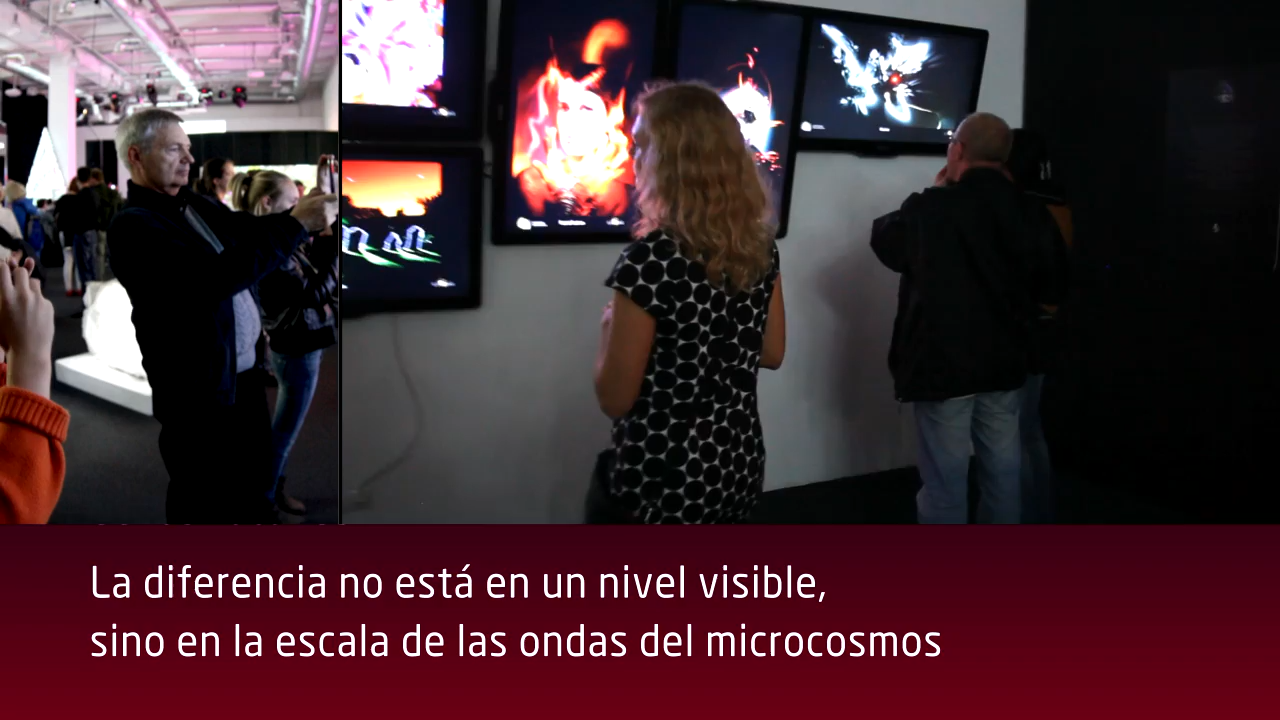 La diferencia no está en un nivel visible,
sino en la escala de las ondas del microcosmos